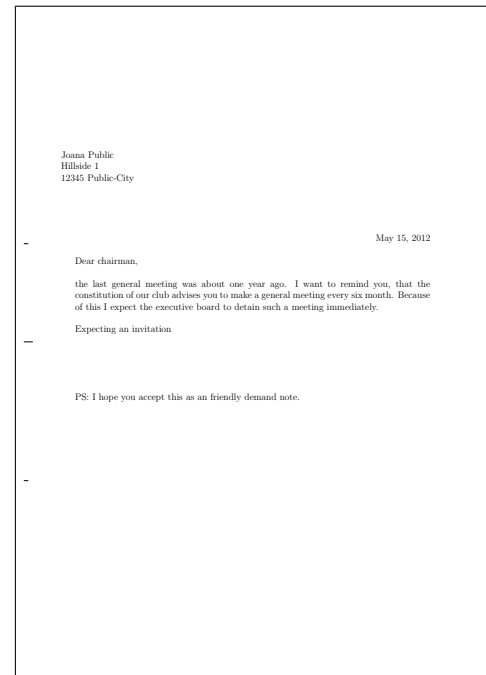 Joana Public
Hillside 1
12345 Public-City
May 15, 2012
Dear chairman,
the last general meeting was about one year ago. I want to remind you, that the
constitution of our club advises you to make a general meeting every six month. Because
of this I expect the executive board to detain such a meeting immediately.
Expecting an invitation
PS: I hope you accept this as an friendly demand note.